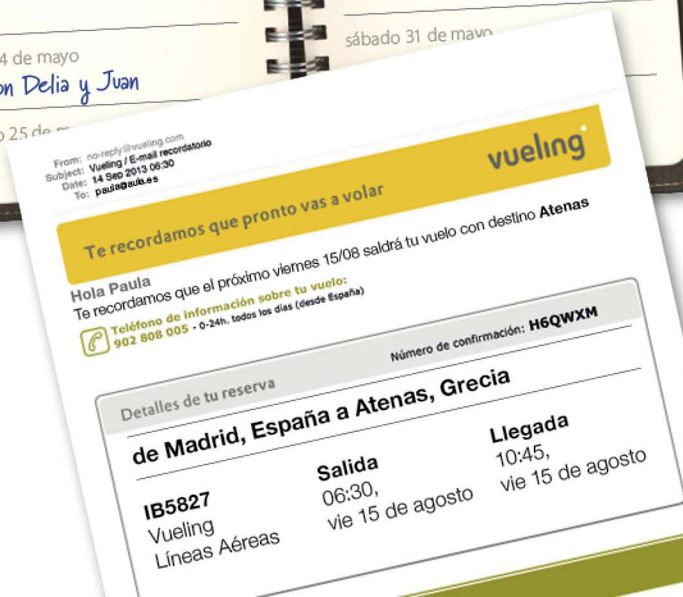 4 de mayo
on Delia y Juan
25 de
sábado 31 de mayo
From: no-reply@vueling.com
Subject: Vueling / E-mail recordatorio
Date: 14 Sep 2013 06:30
To: paula@aula.es
vueling
Te recordamos que pronto vas a volar
Hola Paula
Te recordamos que el próximo viernes 15/08 saldrá tu vuelo con destino Atenas
Teléfono de información sobre tu vuelo:
902 808 005 - 0-24h. todos los días (desde España)
Detalles de tu reserva
Número de confirmación: H6QWXM
de Madrid, España a Atenas, Grecia
IB5827
Vueling
Líneas Aéreas
Salida
06:30,
vie 15 de agosto
Llegada
10:45,
vie 15 de agosto